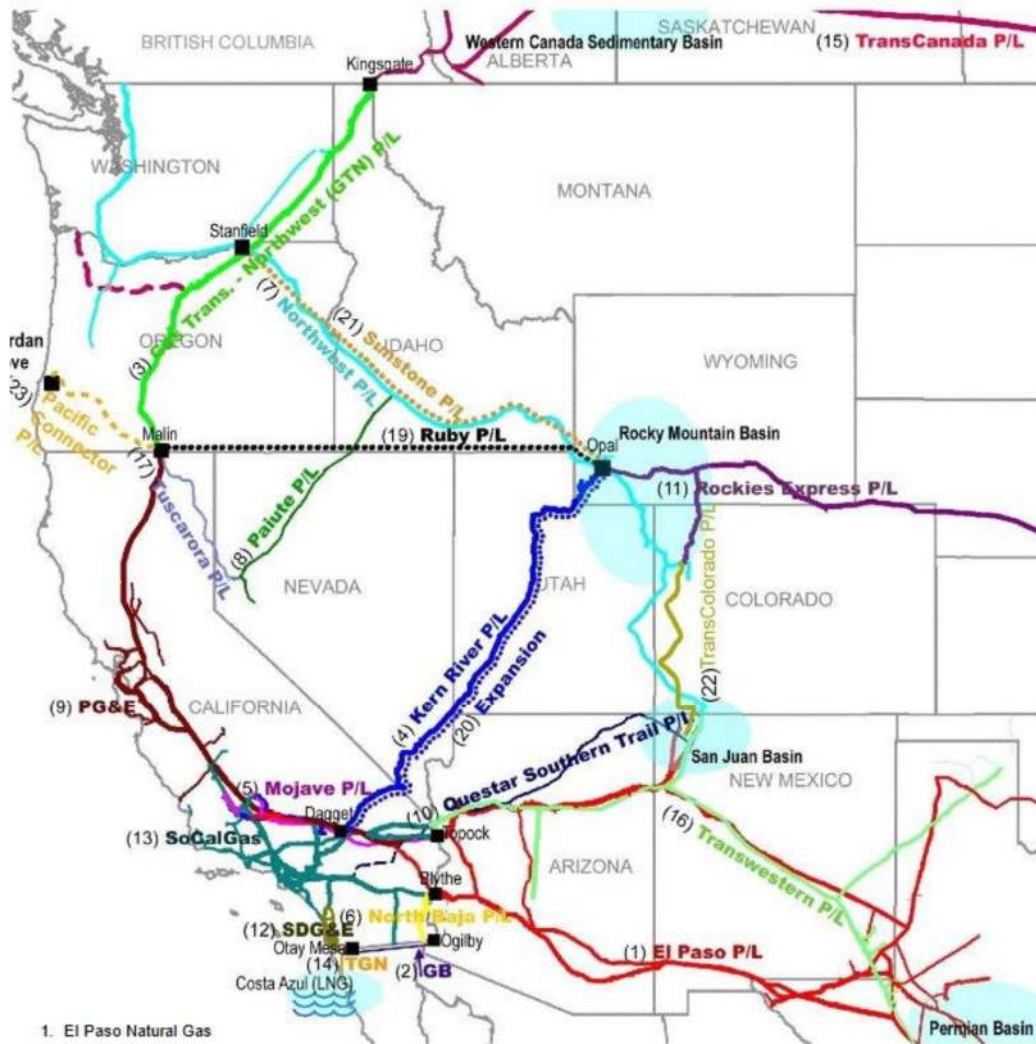 BRITISH COLUMBIA
SASKATCHEWAN
Western Canada Sedimentary Basin
ALBERTA
(15) TransCanada P/L
Kingsgate
WASHINGTON
MONTANA
Stanfield
(3) Gas Trans. - Northwest (GTN) P/L
(7) Northwest P/L
(21) Sunstone P/L
OREGON
IDAHO
WYOMING
rdan
ove
23)
Pacific
Connector
P/L
Malin
(19) Ruby P/L
Opal
Rocky Mountain Basin
(17)
Tuscarora P/L
(8) Paiute P/L
(11) Rockies Express P/L
NEVADA
UTAH
COLORADO
(22) TransColorado P/L
(4) Kern River P/L
(20) Expansion
(9) PG&E
CALIFORNIA
San Juan Basin
NEW MEXICO
(5) Mojave P/L
(10) Questar Southern Trail P/L
Dagget
(13) SoCalGas
Topock
(16) Transwestern P/L
ARIZONA
Blythe
(6) North Baja P/L
(12) SDG&E
Otay Mesa
Ogilby
(1) El Paso P/L
(14) TGN
(2) GB
Costa Azul (LNG)
Permian Basin
1. El Paso Natural Gas